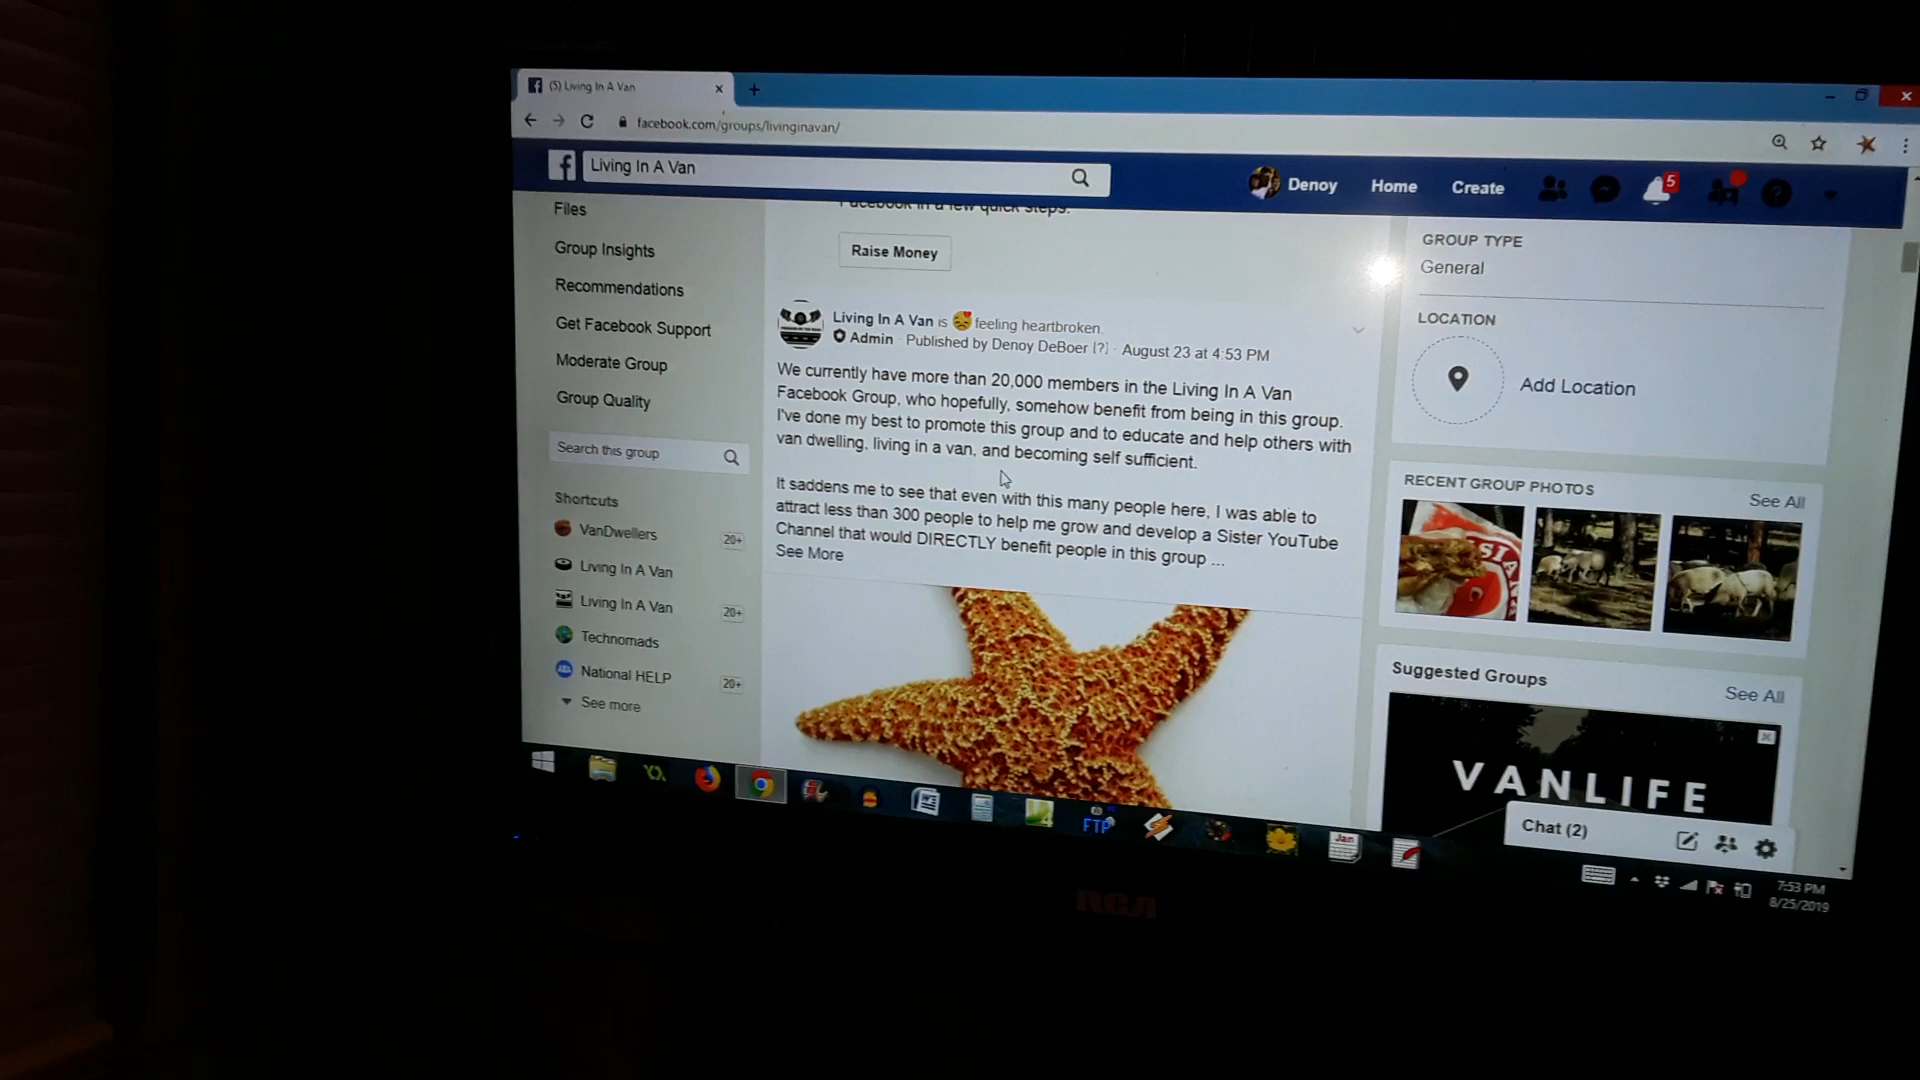 (5) Living In A Van
facebook.com/groups/livinginavan/
Living In A Van
Denoy
Home
Create
5
Files
Group Insights
Recommendations
Get Facebook Support
Moderate Group
Group Quality
Search this group
Shortcuts
VanDwellers 20+
Living In A Van
Living In A Van 20+
Technomads
National HELP 20+
See more
Facebook in a few quick steps.
Raise Money
Living In A Van is feeling heartbroken.
Admin · Published by Denoy DeBoer [?] · August 23 at 4:53 PM
We currently have more than 20,000 members in the Living In A Van
Facebook Group, who hopefully, somehow benefit from being in this group.
I've done my best to promote this group and to educate and help others with
van dwelling, living in a van, and becoming self sufficient.
It saddens me to see that even with this many people here, I was able to
attract less than 300 people to help me grow and develop a Sister YouTube
Channel that would DIRECTLY benefit people in this group ...
See More
GROUP TYPE
General
LOCATION
Add Location
RECENT GROUP PHOTOS
See All
Suggested Groups
See All
VANLIFE
Chat (2)
FTP
Jan
7:53 PM
8/25/2019
RCA